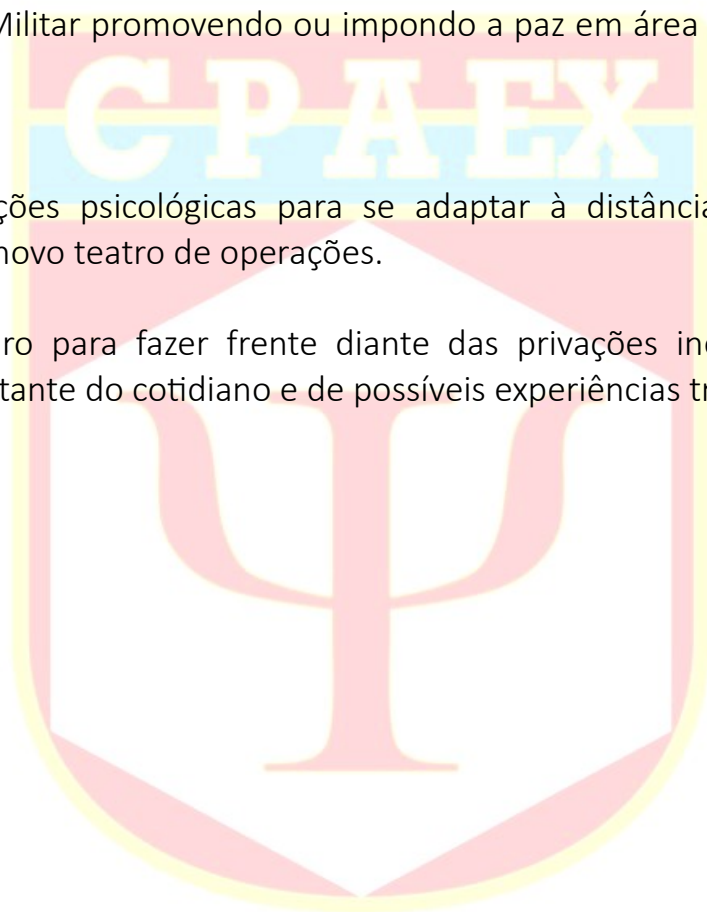 Militar promovendo ou impondo a paz em área
CPAEX
ções psicológicas para se adaptar à distância
novo teatro de operações.
ro para fazer frente diante das privações
tante do cotidiano e de possíveis experiências
Ψ